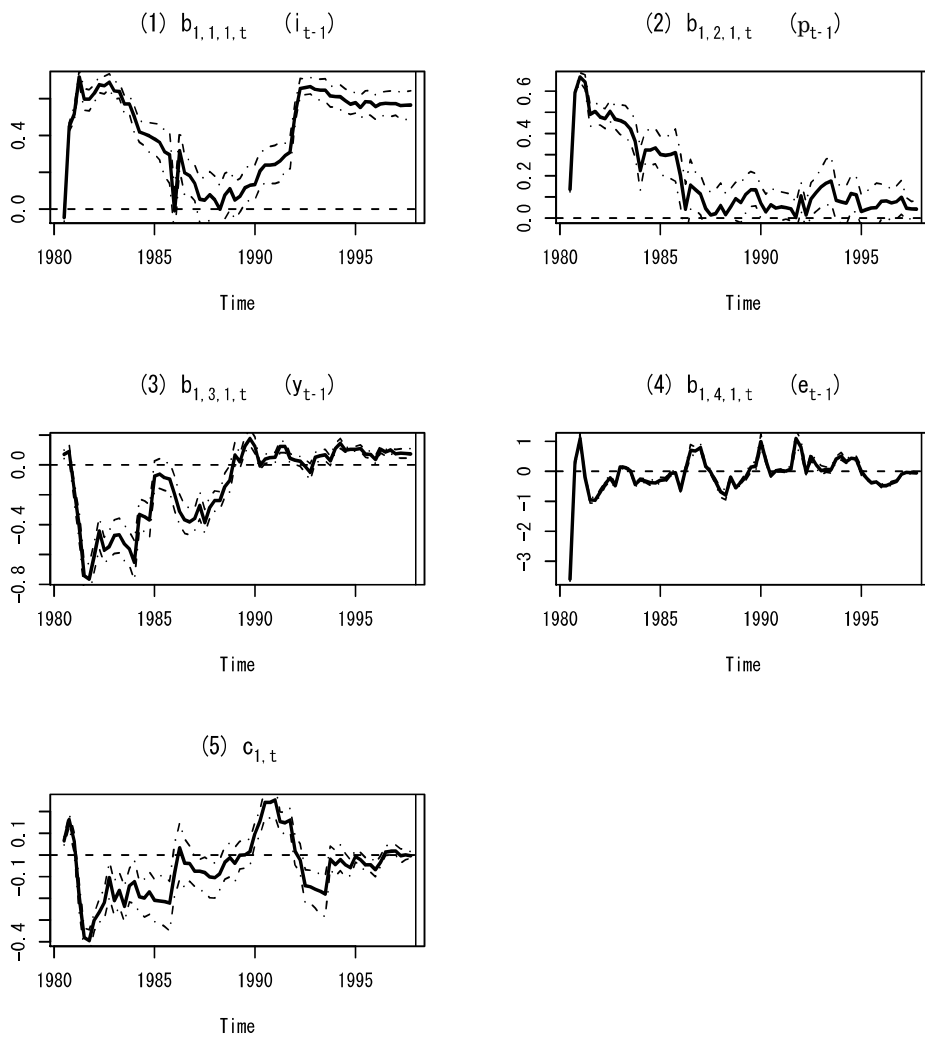 (1) b1,1,1,t (it-1)
0.0 0.4
1980 1985 1990 1995
Time
(2) b1,2,1,t (pt-1)
0.0 0.2 0.4 0.6
1980 1985 1990 1995
Time
(3) b1,3,1,t (yt-1)
-0.8 -0.4 0.0
1980 1985 1990 1995
Time
(4) b1,4,1,t (et-1)
-3 -2 -1 0 1
1980 1985 1990 1995
Time
(5) c1,t
-0.4 -0.1 0.1
1980 1985 1990 1995
Time